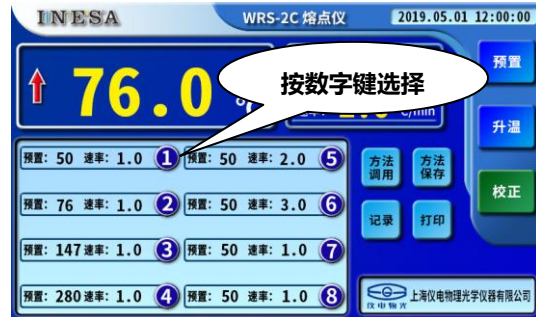 INESA
WRS-2C 熔点仪
2019.05.01 12:00:00
76.0
按数字键选择
℃/min
预置
升温
校正
预置: 50 速率: 1.0 1
预置: 50 速率: 2.0 5
预置: 76 速率: 1.0 2
预置: 50 速率: 3.0 6
预置: 147 速率: 1.0 3
预置: 50 速率: 1.0 7
预置: 280 速率: 1.0 4
预置: 50 速率: 1.0 8
方法调用
方法保存
记录
打印
仪电物光
上海仪电物理光学仪器有限公司